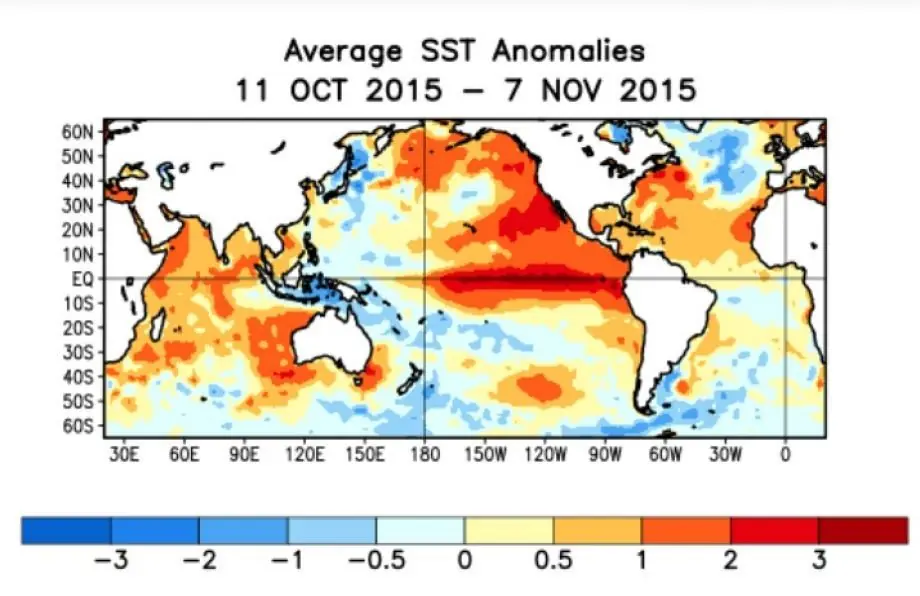 Average SST Anomalies
11 OCT 2015 – 7 NOV 2015
60N
50N
40N
30N
20N
10N
EQ
10S
20S
30S
40S
50S
60S
30E 60E 90E 120E 150E 180 150W 120W 90W 60W 30W 0
−3 −2 −1 −0.5 0 0.5 1 2 3